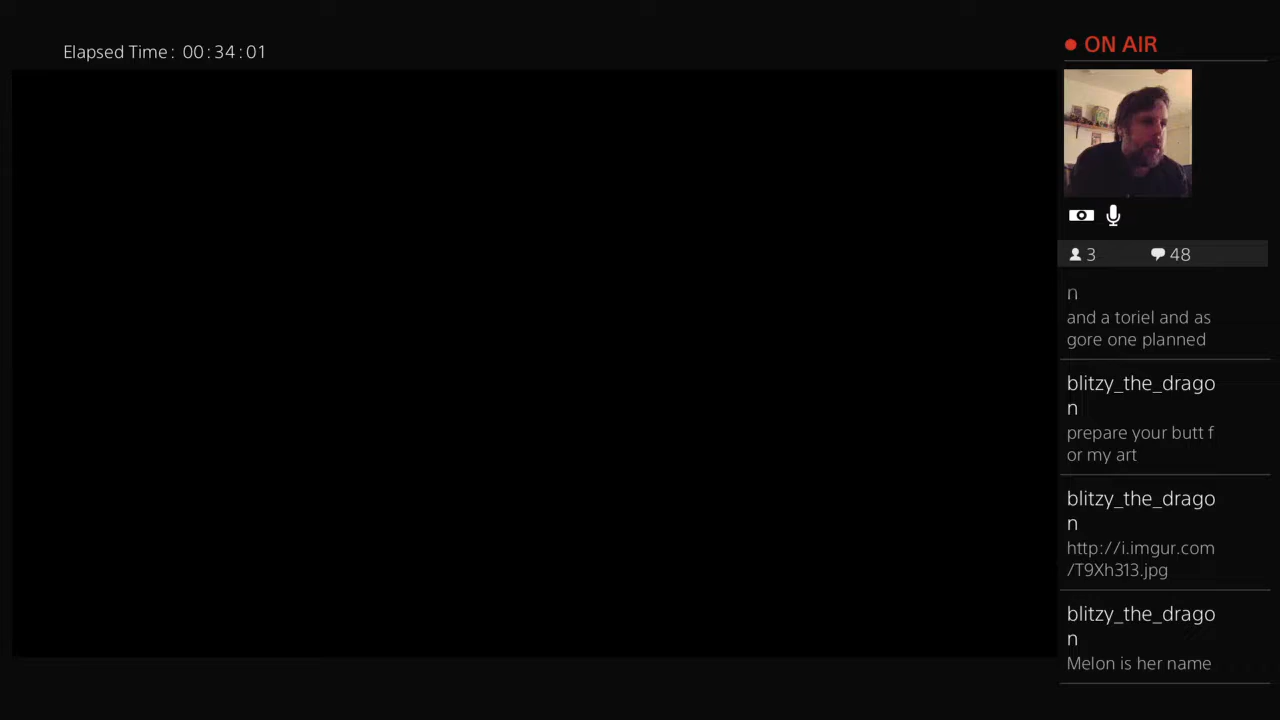 Elapsed Time: 00:34:01
ON AIR
3 48
n
and a toriel and as
gore one planned
blitzy_the_drago
n
prepare your butt f
or my art
blitzy_the_drago
n
http://i.imgur.com
/T9Xh313.jpg
blitzy_the_drago
n
Melon is her name